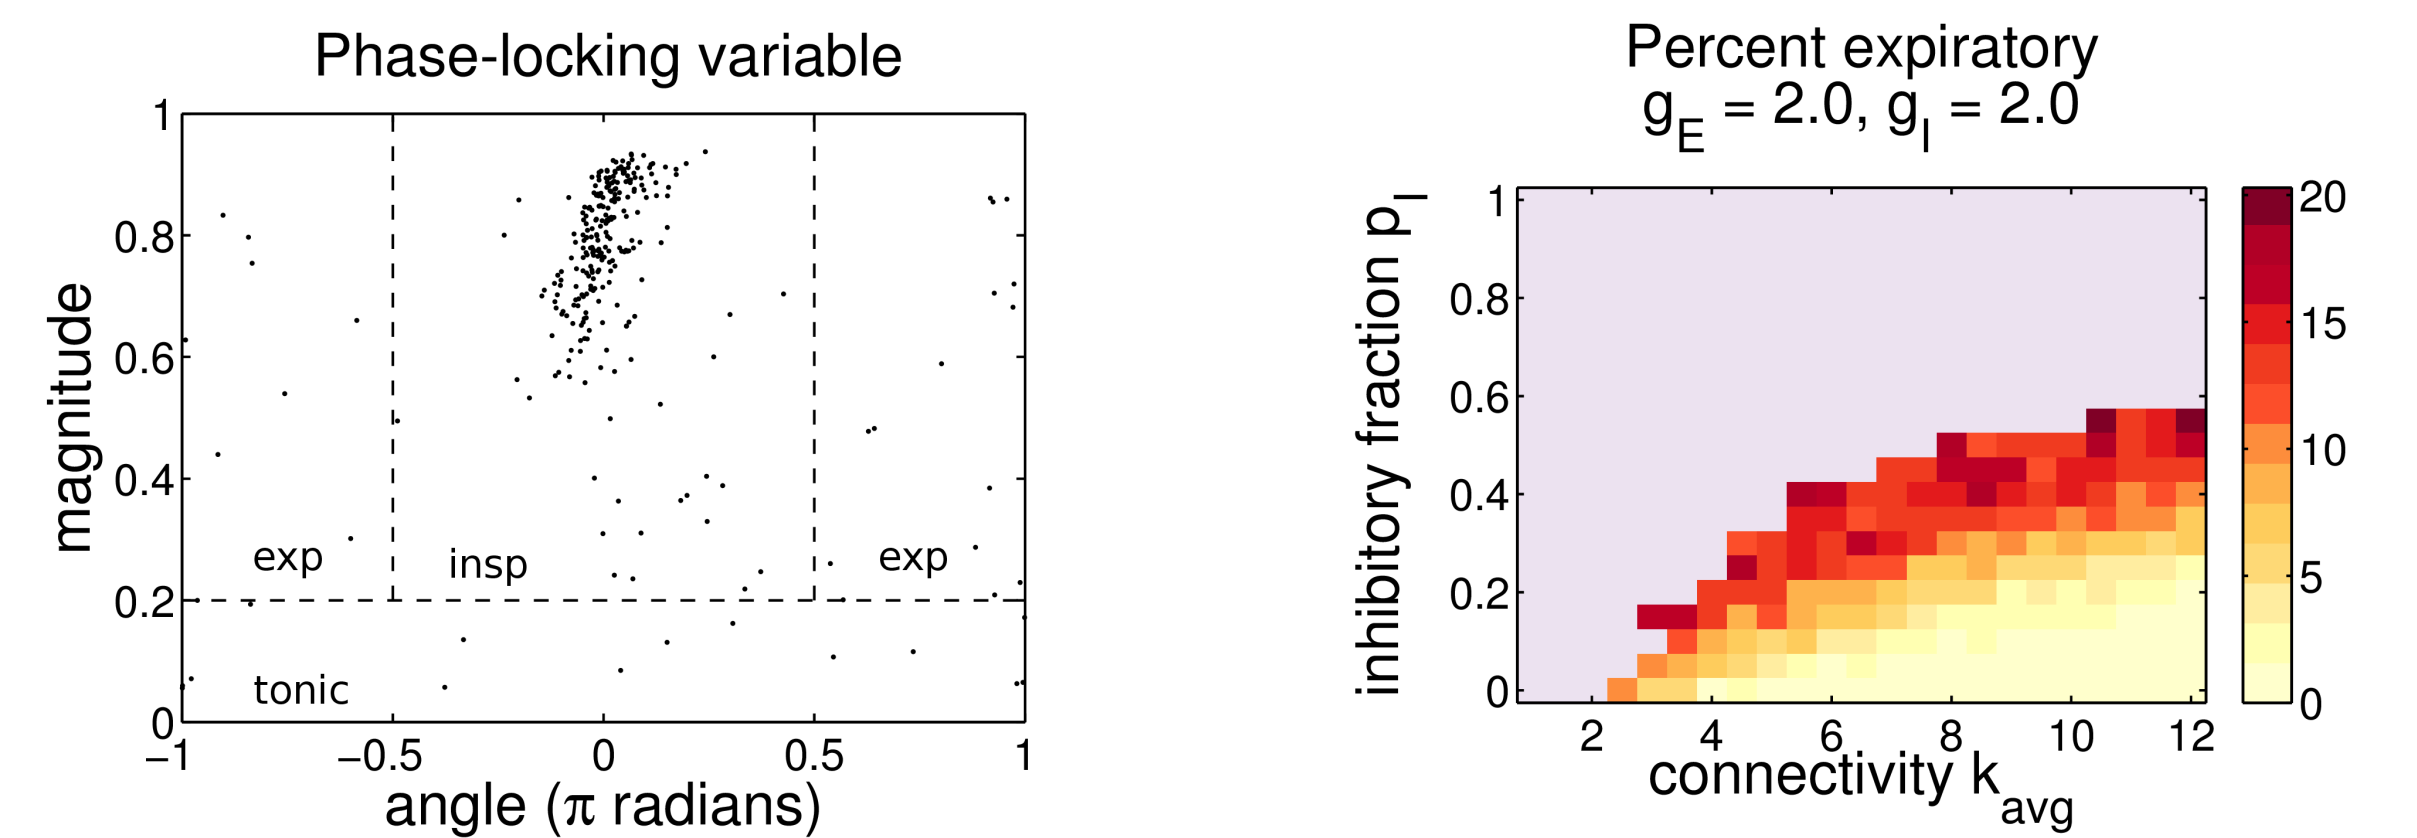 Phase-locking variable
1
0.8
0.6
0.4
0.2
0
magnitude
exp
insp
exp
tonic
−1
−0.5
0
0.5
1
angle (π radians)
Percent expiratory
g_E = 2.0, g_I = 2.0
1
0.8
0.6
0.4
0.2
0
inhibitory fraction p_I
2
4
6
8
10
12
connectivity k_avg
20
15
10
5
0